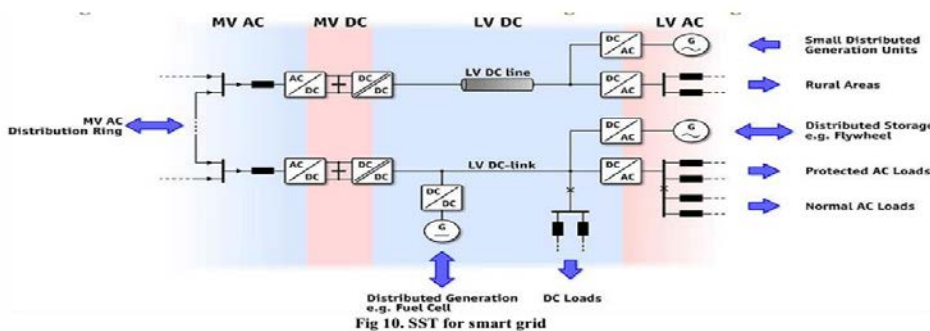 MV AC MV DC LV DC LV AC
DC
AC
G
Small Distributed
Generation Units
LV DC line
AC
DC
DC
DC
DC
AC
Rural Areas
MV AC
Distribution Ring
DC
AC
G
Distributed Storage
e.g. Flywheel
LV DC-link
AC
DC
DC
DC
DC
AC
Protected AC Loads
DC
DC
Normal AC Loads
G
Distributed Generation
e.g. Fuel Cell
DC Loads
Fig 10. SST for smart grid